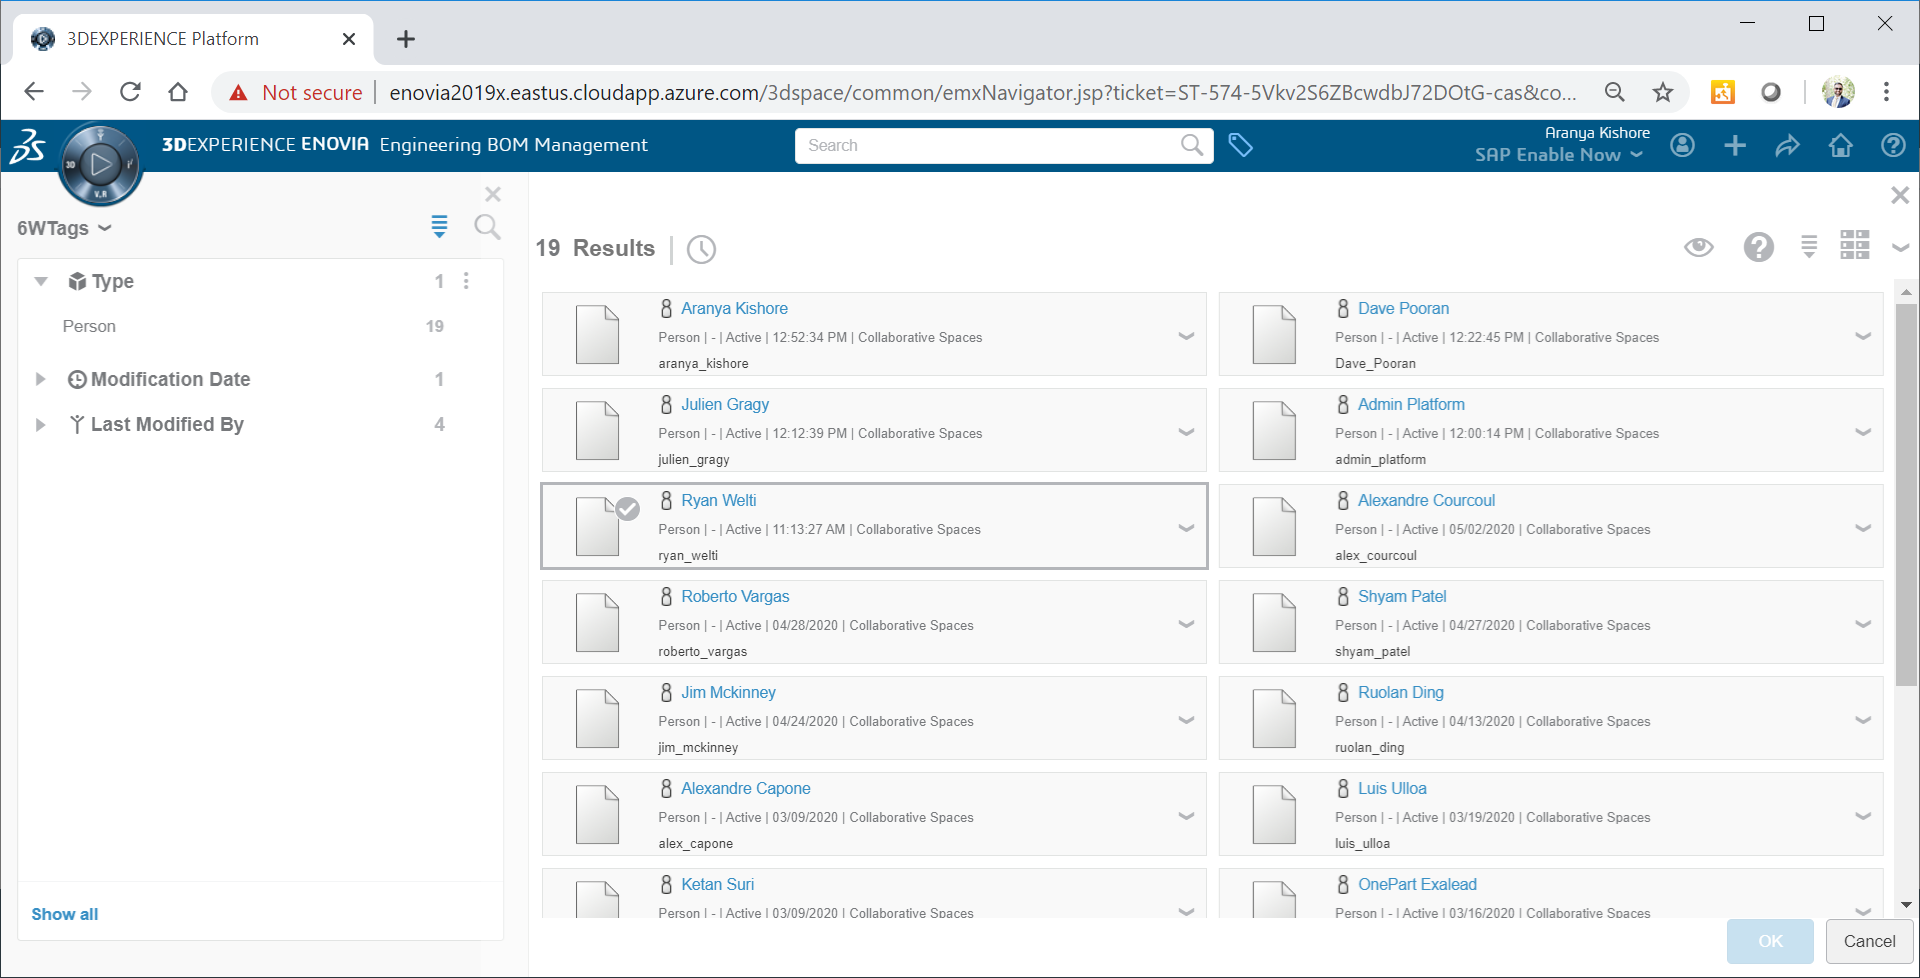 3DEXPERIENCE Platform
Not secure
enovia2019x.eastus.cloudapp.azure.com/3dspace/common/emxNavigator.jsp?ticket=ST-574-5Vkv2S6ZBcwdbJ72DOtG-cas&co...
3DEXPERIENCE ENOVIA Engineering BOM Management
Search
Aranya Kishore
SAP Enable Now
3D
V.R
6WTags
Type 1
Person 19
Modification Date 1
Last Modified By 4
Show all
19 Results
Aranya Kishore
Person | - | Active | 12:52:34 PM | Collaborative Spaces
aranya_kishore
Dave Pooran
Person | - | Active | 12:22:45 PM | Collaborative Spaces
Dave_Pooran
Julien Gragy
Person | - | Active | 12:12:39 PM | Collaborative Spaces
julien_gragy
Admin Platform
Person | - | Active | 12:00:14 PM | Collaborative Spaces
admin_platform
Ryan Welti
Person | - | Active | 11:13:27 AM | Collaborative Spaces
ryan_welti
Alexandre Courcoul
Person | - | Active | 05/02/2020 | Collaborative Spaces
alex_courcoul
Roberto Vargas
Person | - | Active | 04/28/2020 | Collaborative Spaces
roberto_vargas
Shyam Patel
Person | - | Active | 04/27/2020 | Collaborative Spaces
shyam_patel
Jim Mckinney
Person | - | Active | 04/24/2020 | Collaborative Spaces
jim_mckinney
Ruolan Ding
Person | - | Active | 04/13/2020 | Collaborative Spaces
ruolan_ding
Alexandre Capone
Person | - | Active | 03/09/2020 | Collaborative Spaces
alex_capone
Luis Ulloa
Person | - | Active | 03/19/2020 | Collaborative Spaces
luis_ulloa
Ketan Suri
Person | - | Active | 03/09/2020 | Collaborative Spaces
OnePart Exalead
Person | - | Active | 03/16/2020 | Collaborative Spaces
OK
Cancel